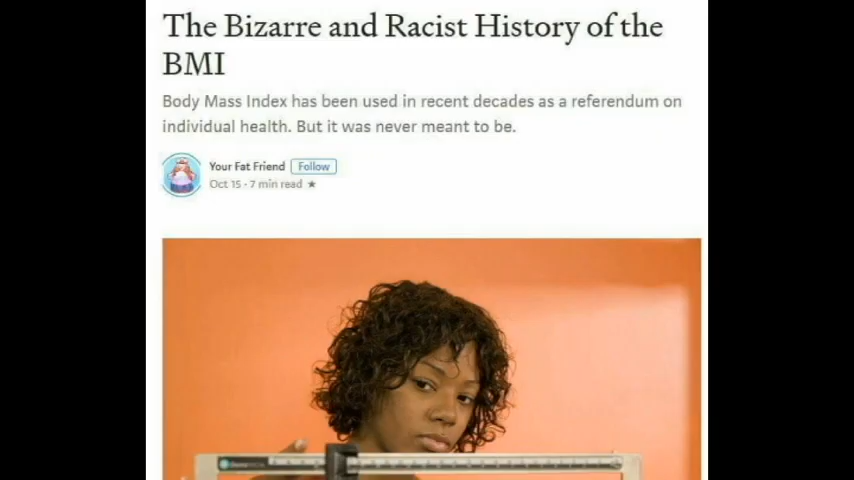 The Bizarre and Racist History of the
BMI
Body Mass Index has been used in recent decades as a referendum on
individual health. But it was never meant to be.
Your Fat Friend Follow
Oct 15 · 7 min read ★